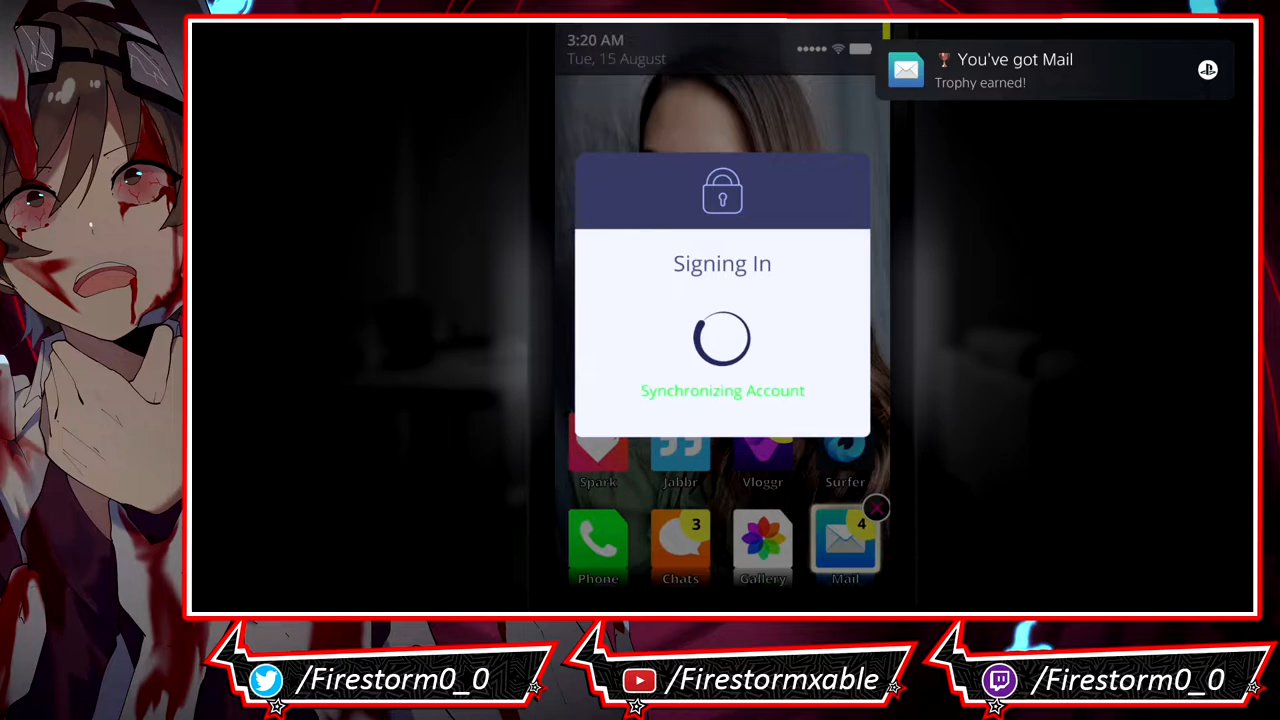 3:20 AM
Tue, 15 August
You've got Mail
Trophy earned!
Signing In
Synchronizing Account
Spark
Jabbr
Vloggr
Surfer
3
4
Phone
Chats
Gallery
Mail
/Firestorm0_0
/Firestormxable
/Firestorm0_0